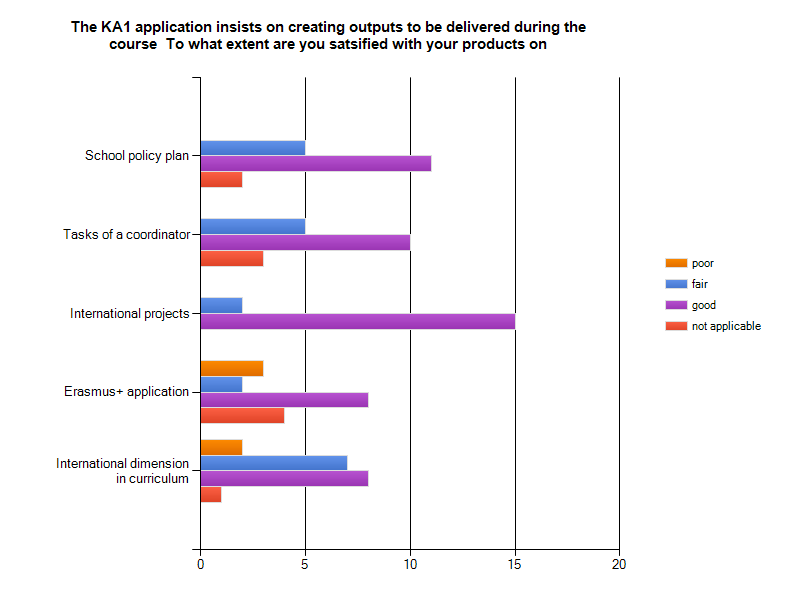 The KA1 application insists on creating outputs to be delivered during the
course  To what extent are you satsified with your products on
School policy plan
Tasks of a coordinator
International projects
Erasmus+ application
International dimension
in curriculum
0 5 10 15 20
poor
fair
good
not applicable